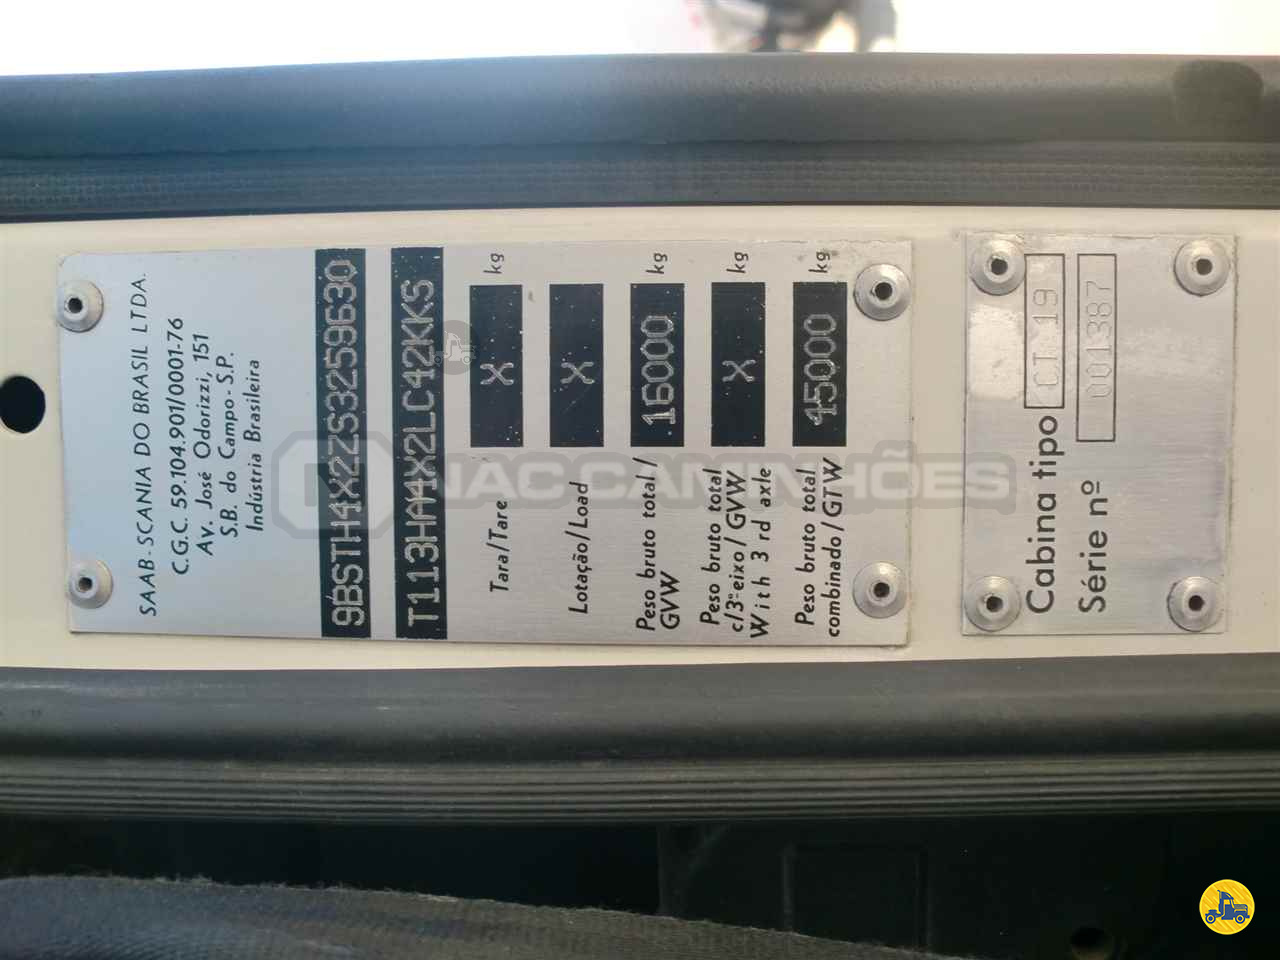 SAAB-SCANIA DO BRASIL LTDA.
C.G.C. 59.104.901/0001-76
Av. José Odorizzi, 151
S.B. do Campo - S.P.
Indústria Brasileira
9BSTH4X2ZS3259630
T113HA4X2LC42KKS
Tara/Tare X kg
Lotação/Load X kg
Peso bruto total/
GVW 16000 kg
Peso bruto total
c/3º eixo/GVW
With 3 rd axle X kg
Peso bruto total
combinado/GTW 45000 kg
Cabina tipo CT 19
Série nº 001387
NAC CAMINHÕES